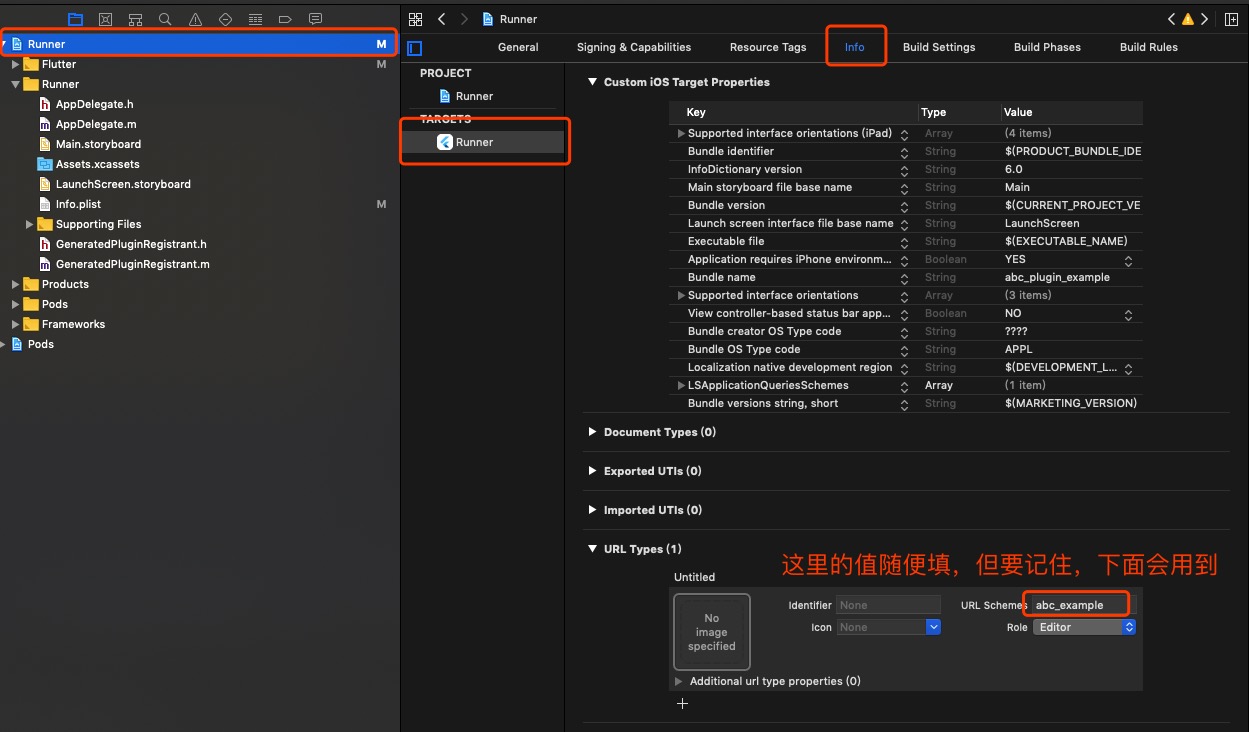 Runner
Runner M
General Signing & Capabilities Resource Tags Info Build Settings Build Phases Build Rules
Flutter M
Runner
AppDelegate.h
AppDelegate.m
Main.storyboard
Assets.xcassets
LaunchScreen.storyboard
Info.plist M
Supporting Files
GeneratedPluginRegistrant.h
GeneratedPluginRegistrant.m
Products
Pods
Frameworks
Pods
PROJECT
Runner
TARGETS
Runner
Custom iOS Target Properties
Key Type Value
Supported interface orientations (iPad) Array (4 items)
Bundle identifier String $(PRODUCT_BUNDLE_IDE
InfoDictionary version String 6.0
Main storyboard file base name String Main
Bundle version String $(CURRENT_PROJECT_VE
Launch screen interface file base name String LaunchScreen
Executable file String $(EXECUTABLE_NAME)
Application requires iPhone environm... Boolean YES
Bundle name String abc_plugin_example
Supported interface orientations Array (3 items)
View controller-based status bar app... Boolean NO
Bundle creator OS Type code String ????
Bundle OS Type code String APPL
Localization native development region String $(DEVELOPMENT_L...
LSApplicationQueriesSchemes Array (1 item)
Bundle versions string, short String $(MARKETING_VERSION)
Document Types (0)
Exported UTIs (0)
Imported UTIs (0)
URL Types (1)
这里的值随便填，但要记住，下面会用到
Untitled
No image specified
Identifier None URL Schemes abc_example
Icon None Role Editor
Additional url type properties (0)